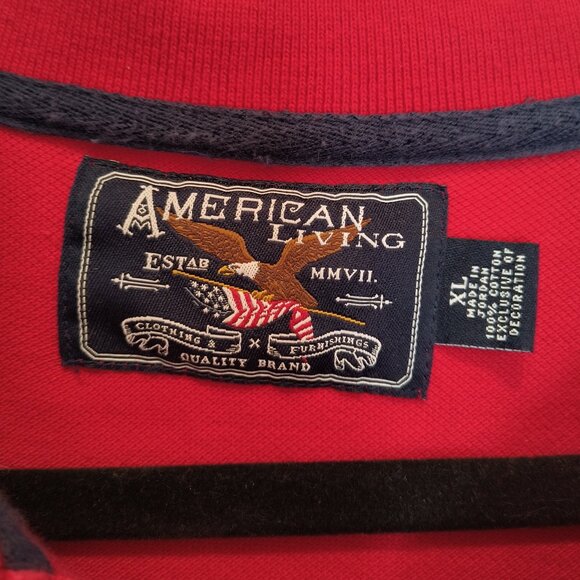 AMERICAN
LIVING
ESTAB MMVII.
CLOTHING & × FURNISHINGS
QUALITY BRAND
XL
MADE IN
JORDAN
100% COTTON
EXCLUSIVE OF
DECORATION